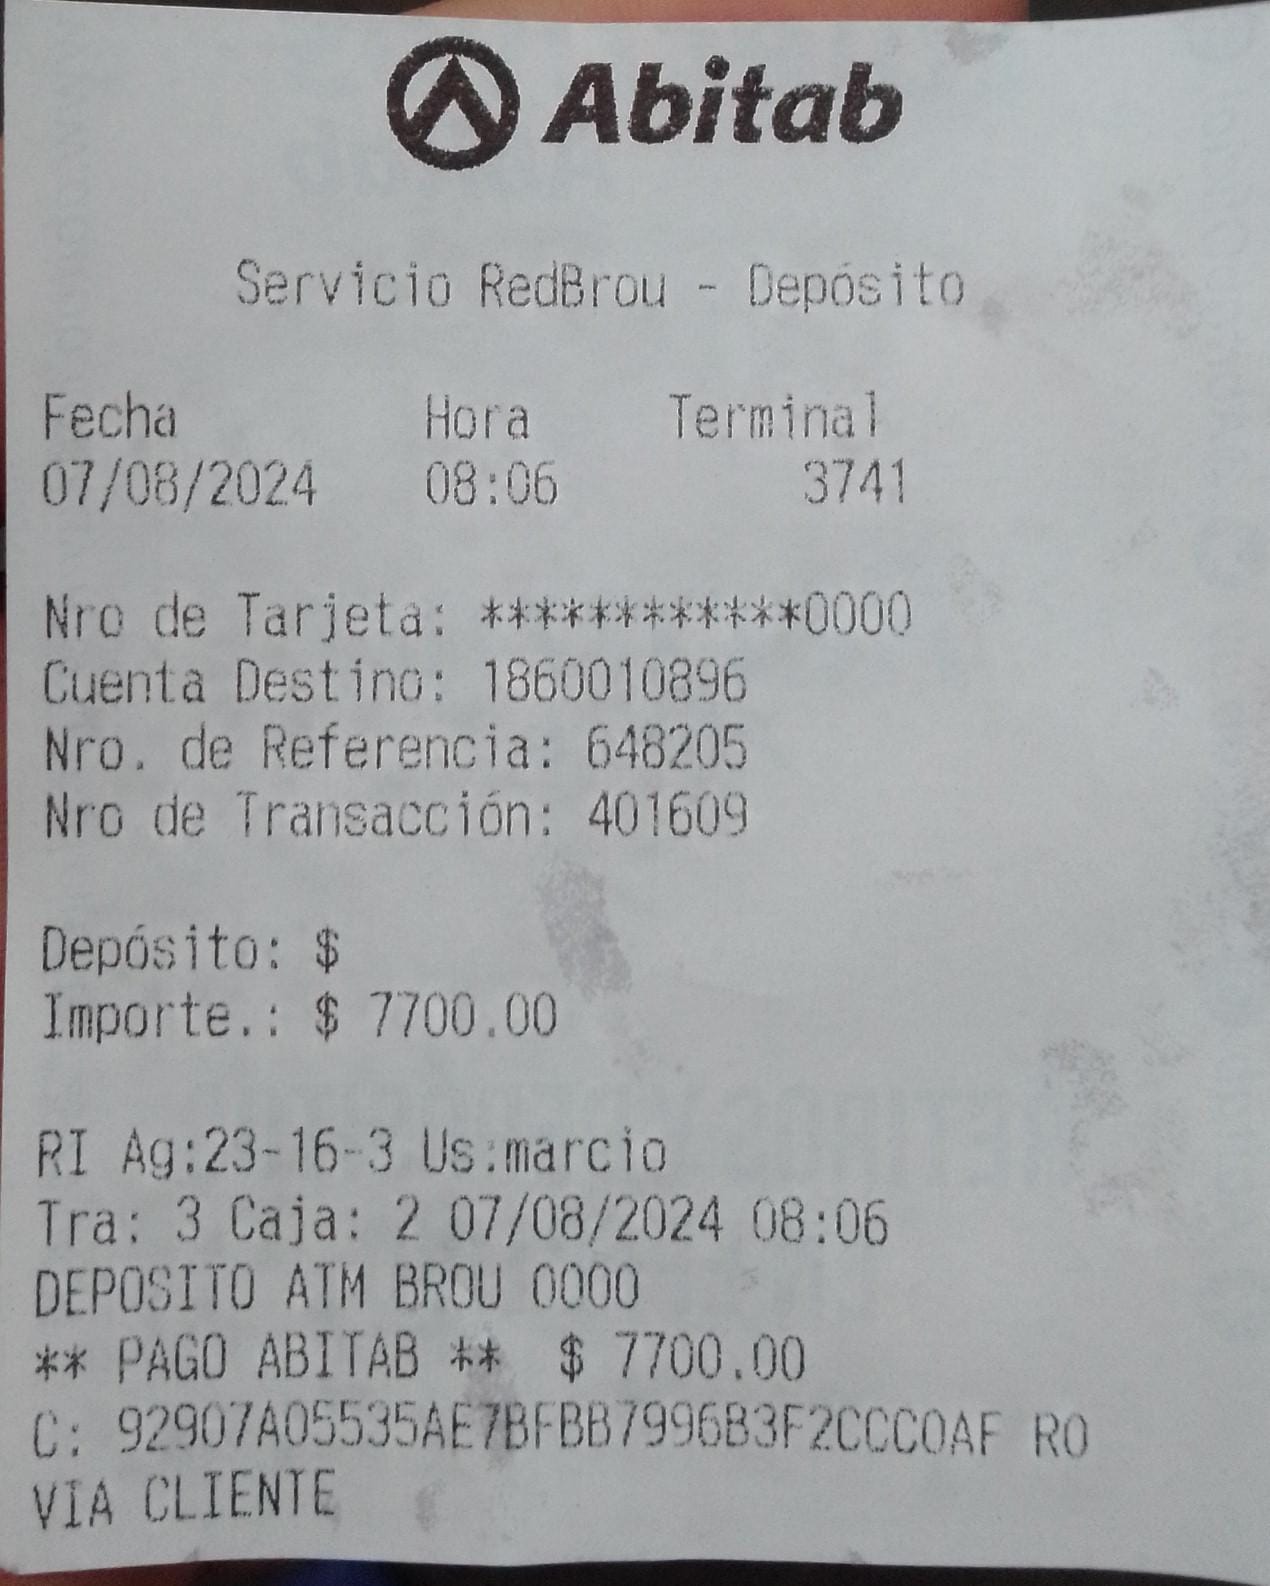 Abitab
Servicio RedBrou - Depósito
Fecha Hora Terminal
07/08/2024 08:06 3741
Nro de Tarjeta: ************0000
Cuenta Destino: 1860010896
Nro. de Referencia: 648205
Nro de Transacción: 401609
Depósito: $
Importe.: $ 7700.00
RI Ag:23-16-3 Us:marcio
Tra: 3 Caja: 2 07/08/2024 08:06
DEPOSITO ATM BROU 0000
** PAGO ABITAB ** $ 7700.00
C: 92907A05535AE7BFBB7996B3F2CCC0AF RO
VIA CLIENTE